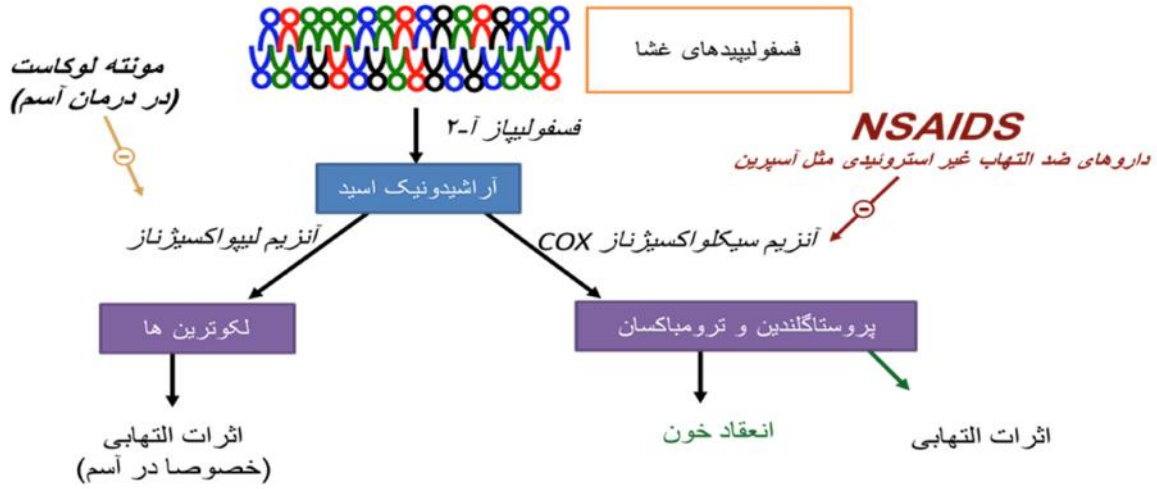 فسفولیپیدهای غشا
مونته لوکاست
(در درمان آسم)
فسفولیپاز آ-۲
NSAIDS
داروهای ضد التهاب غیر استروئیدی مثل آسپرین
آراشیدونیک اسید
آنزیم سیکلواکسیژناز COX
آنزیم لیپواکسیژناز
پروستاگلندین و ترومباکسان
لکوترین ها
اثرات التهابی
انعقاد خون
اثرات التهابی
(خصوصا در آسم)